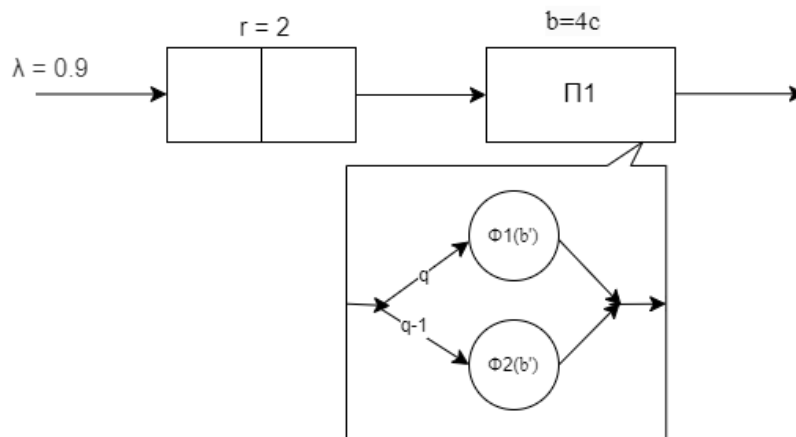 r = 2
b=4c
λ = 0.9
П1
Ф1(b')
q
q-1
Ф2(b')